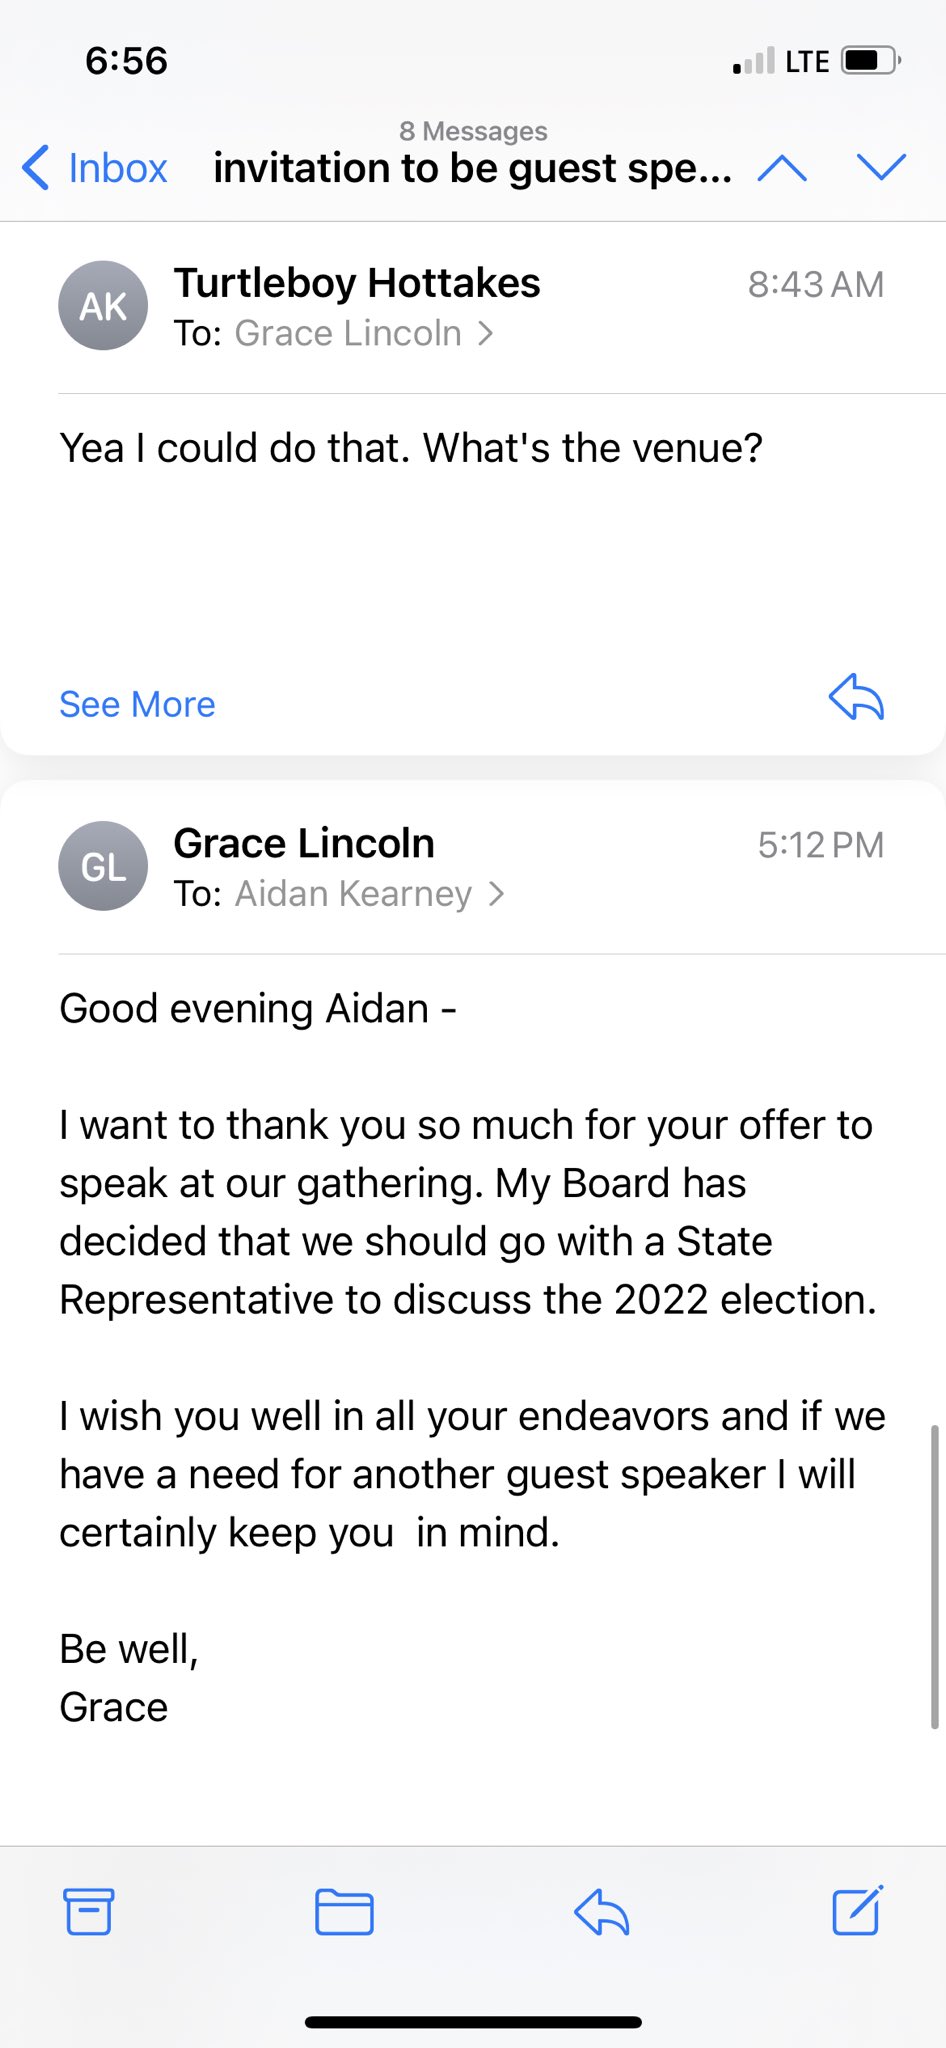 6:56
LTE
8 Messages
Inbox
invitation to be guest spe...
AK
Turtleboy Hottakes
8:43 AM
To: Grace Lincoln
Yea I could do that. What's the venue?
See More
GL
Grace Lincoln
5:12 PM
To: Aidan Kearney
Good evening Aidan -
I want to thank you so much for your offer to
speak at our gathering. My Board has
decided that we should go with a State
Representative to discuss the 2022 election.
I wish you well in all your endeavors and if we
have a need for another guest speaker I will
certainly keep you  in mind.
Be well,
Grace